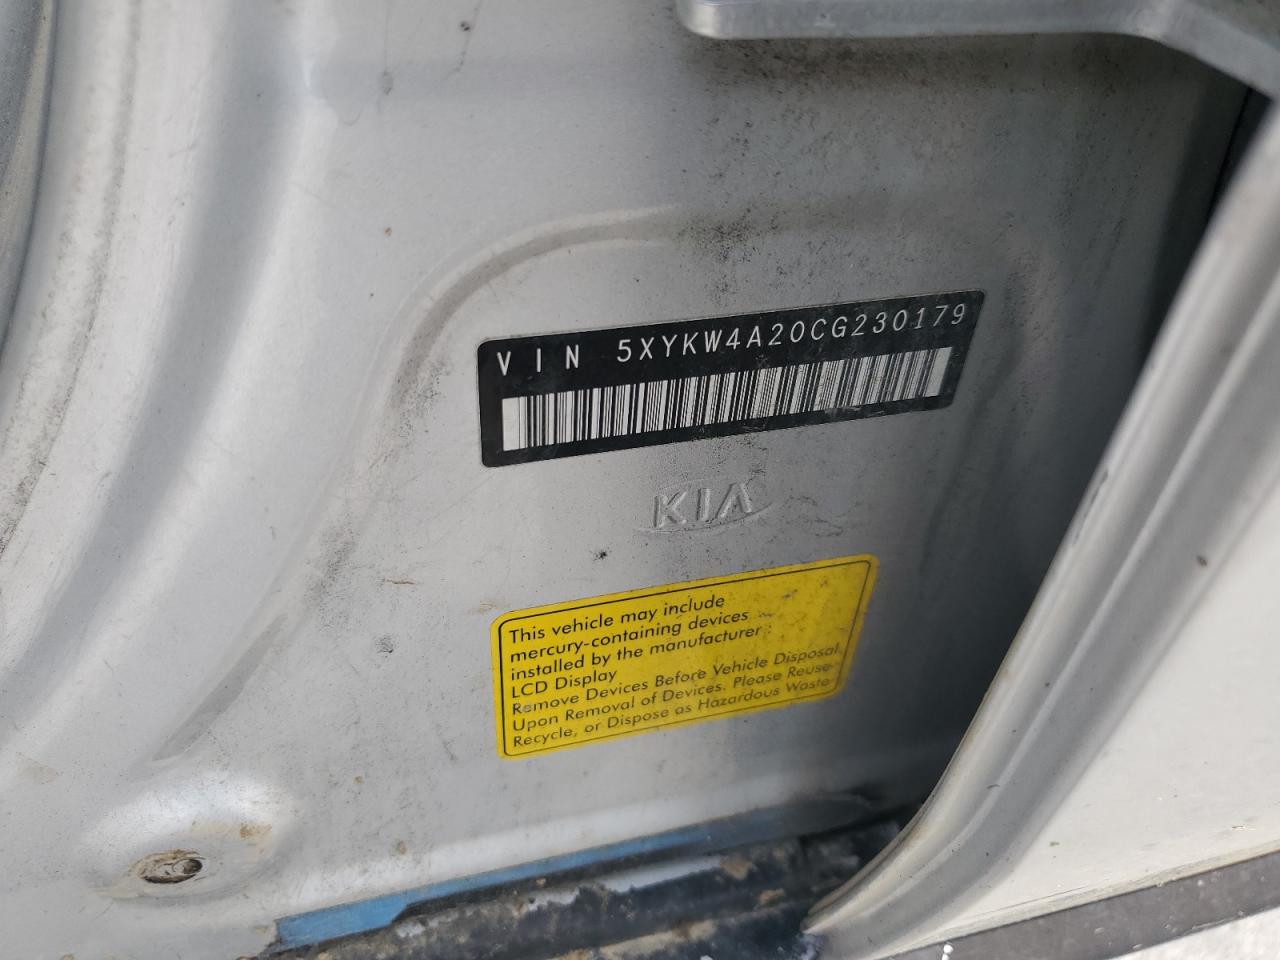 VIN 5XYKW4A20CG230179
KIA
This vehicle may include
mercury-containing devices
installed by the manufacturer:
LCD Display
Remove Devices Before Vehicle Disposal.
Upon Removal of Devices. Please Reuse-
Recycle, or Dispose as Hazardous Waste